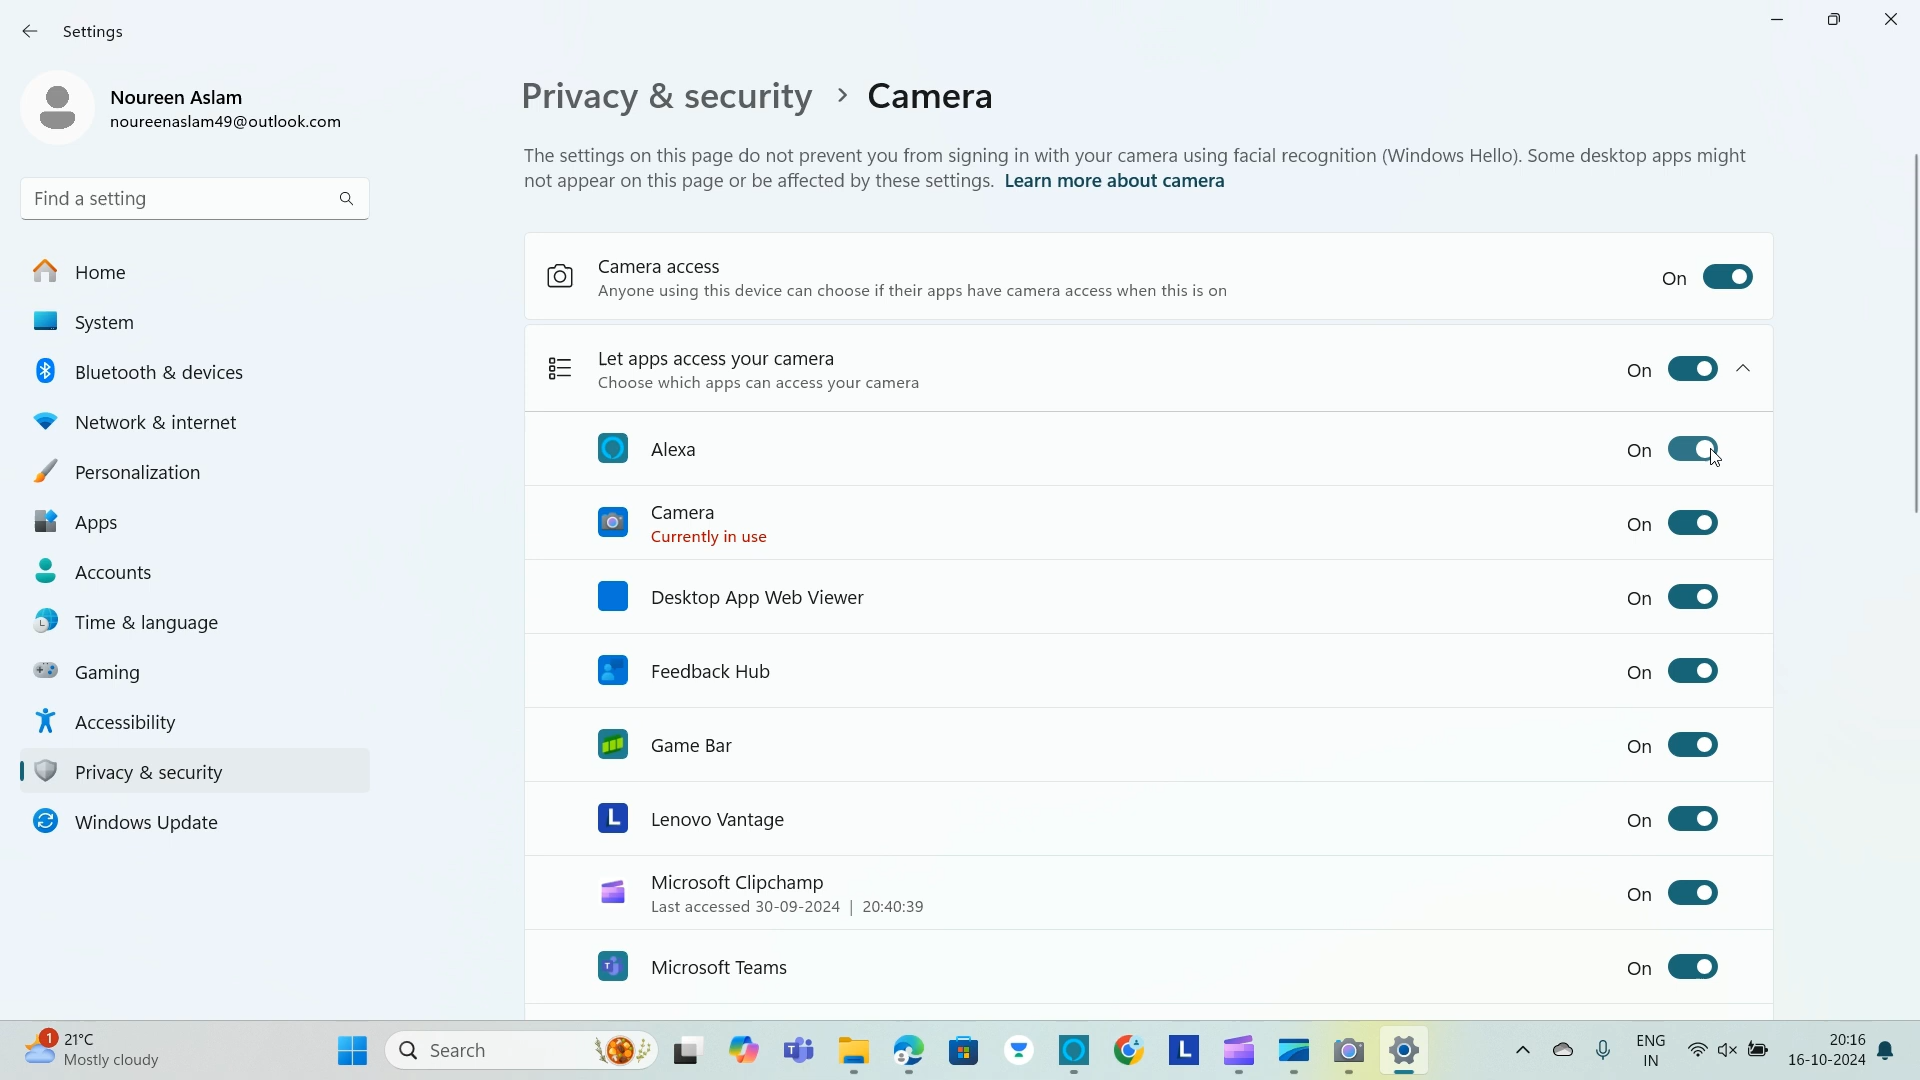 Settings
Noureen Aslam
noureenaslam49@outlook.com
Find a setting
Home
System
Bluetooth & devices
Network & internet
Personalization
Apps
Accounts
Time & language
Gaming
Accessibility
Privacy & security
Windows Update
Privacy & security > Camera
The settings on this page do not prevent you from signing in with your camera using facial recognition (Windows Hello). Some desktop apps might
not appear on this page or be affected by these settings. Learn more about camera
Camera access
Anyone using this device can choose if their apps have camera access when this is on
On
Let apps access your camera
Choose which apps can access your camera
On
Alexa
On
Camera
Currently in use
On
Desktop App Web Viewer
On
Feedback Hub
On
Game Bar
On
L
Lenovo Vantage
On
Microsoft Clipchamp
Last accessed 30-09-2024 | 20:40:39
On
Microsoft Teams
On
1
21°C
Mostly cloudy
Search
L
ENG
IN
20:16
16-10-2024